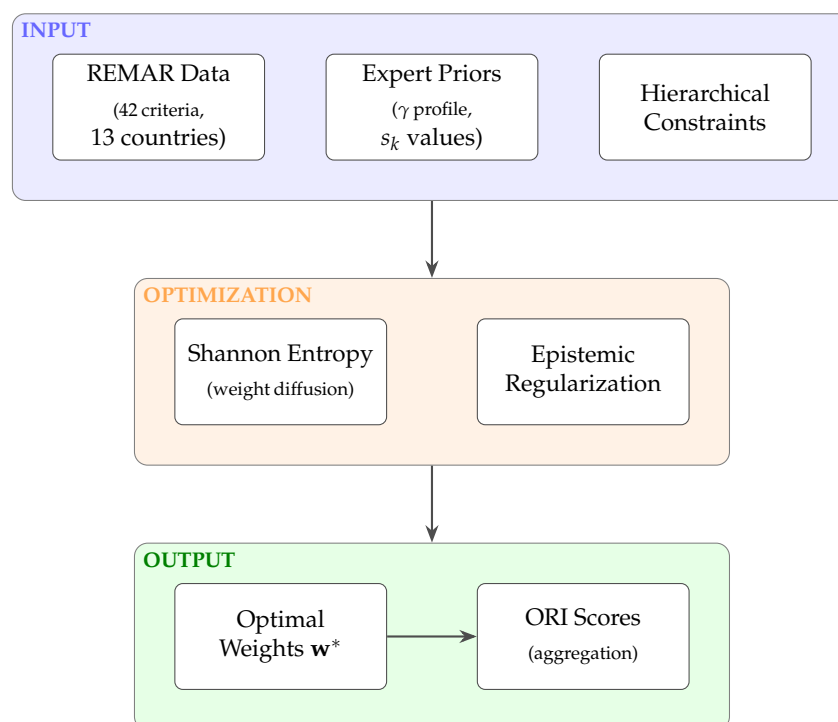 INPUT
REMAR Data
(42 criteria,
13 countries)
Expert Priors
(γ profile,
s_k values)
Hierarchical
Constraints
OPTIMIZATION
Shannon Entropy
(weight diffusion)
Epistemic
Regularization
OUTPUT
Optimal
Weights w*
ORI Scores
(aggregation)